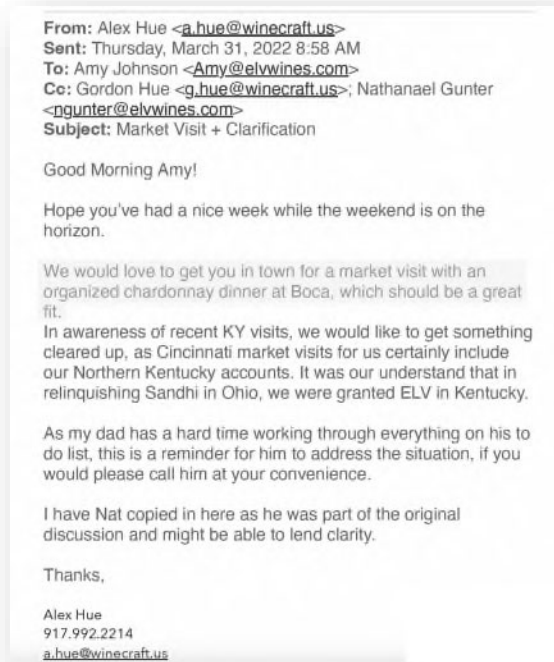 From: Alex Hue <a.hue@winecraft.us>
Sent: Thursday, March 31, 2022 8:58 AM
To: Amy Johnson <Amy@elvwines.com>
Cc: Gordon Hue <g.hue@winecraft.us>; Nathanael Gunter
<ngunter@elvwines.com>
Subject: Market Visit + Clarification
Good Morning Amy!
Hope you've had a nice week while the weekend is on the
horizon.
We would love to get you in town for a market visit with an
organized chardonnay dinner at Boca, which should be a great
fit.
In awareness of recent KY visits, we would like to get something
cleared up, as Cincinnati market visits for us certainly include
our Northern Kentucky accounts. It was our understand that in
relinquishing Sandhi in Ohio, we were granted ELV in Kentucky.
As my dad has a hard time working through everything on his to
do list, this is a reminder for him to address the situation, if you
would please call him at your convenience.
I have Nat copied in here as he was part of the original
discussion and might be able to lend clarity.
Thanks,
Alex Hue
917.992.2214
a.hue@winecraft.us